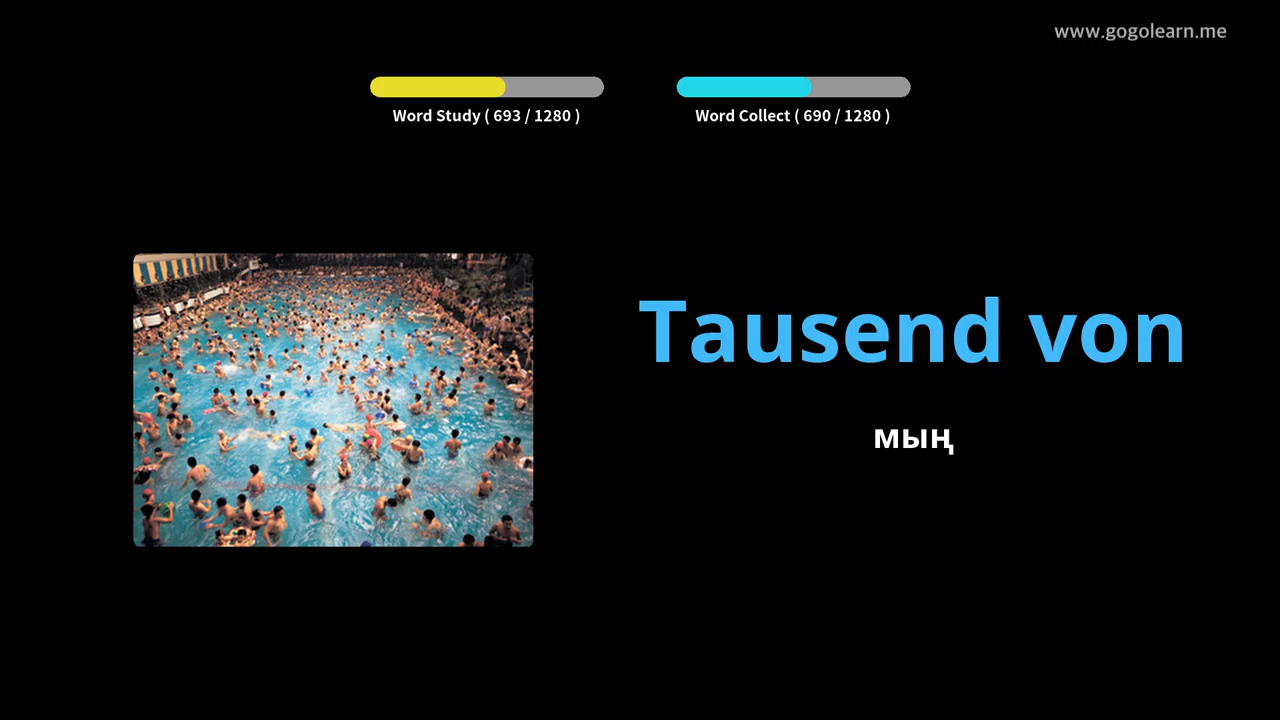 www.gogolearn.me
Word Study ( 693 / 1280 )
Word Collect ( 690 / 1280 )
Tausend von
мың